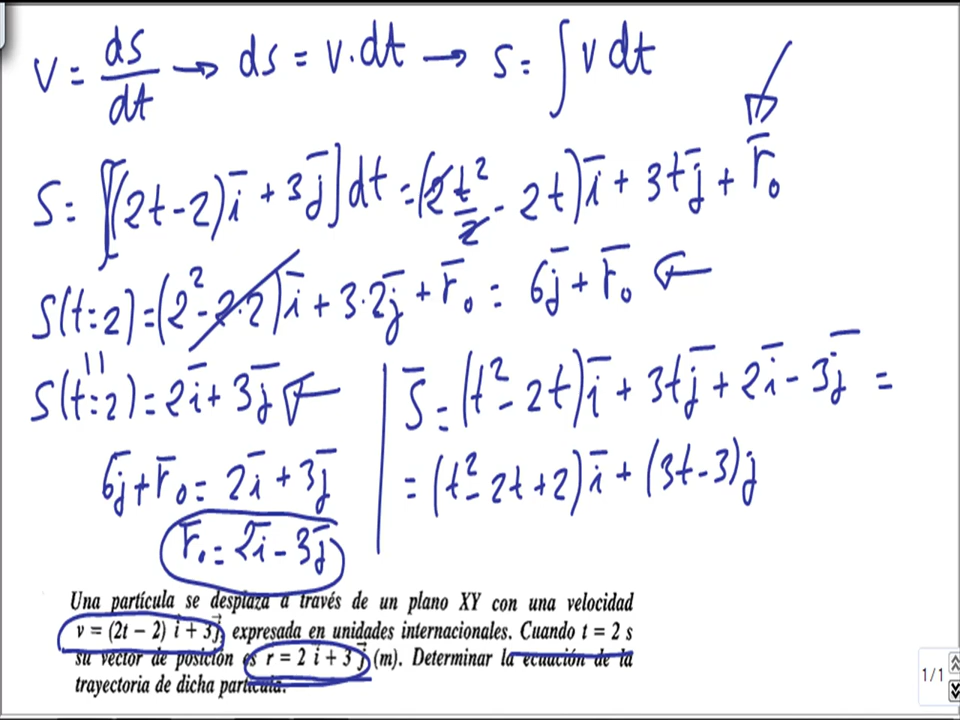 v = ds/dt → ds = v·dt → s = ∫ v dt
S = ∫[(2t-2)i̅ + 3j̅]dt = (2t²/2 - 2t)i̅ + 3tj̅ + r̅₀
S(t=2) = (2² - 2·2)i̅ + 3·2j̅ + r̅₀ = 6j̅ + r̅₀ ←
S(t=2) = 2i̅ + 3j̅ ←
6j̅ + r̅₀ = 2i̅ + 3j̅
r̅₀ = 2i̅ - 3j̅
S̅ = (t² - 2t)i̅ + 3tj̅ + 2i̅ - 3j̅ =
= (t² - 2t + 2)i̅ + (3t - 3)j
Una partícula se desplaza a través de un plano XY con una velocidad
v = (2t − 2) i⃗ + 3j⃗, expresada en unidades internacionales. Cuando t = 2 s
su vector de posición es r = 2 i⃗ + 3 j⃗ (m). Determinar la ecuación de la
trayectoria de dicha partícula.
1/1